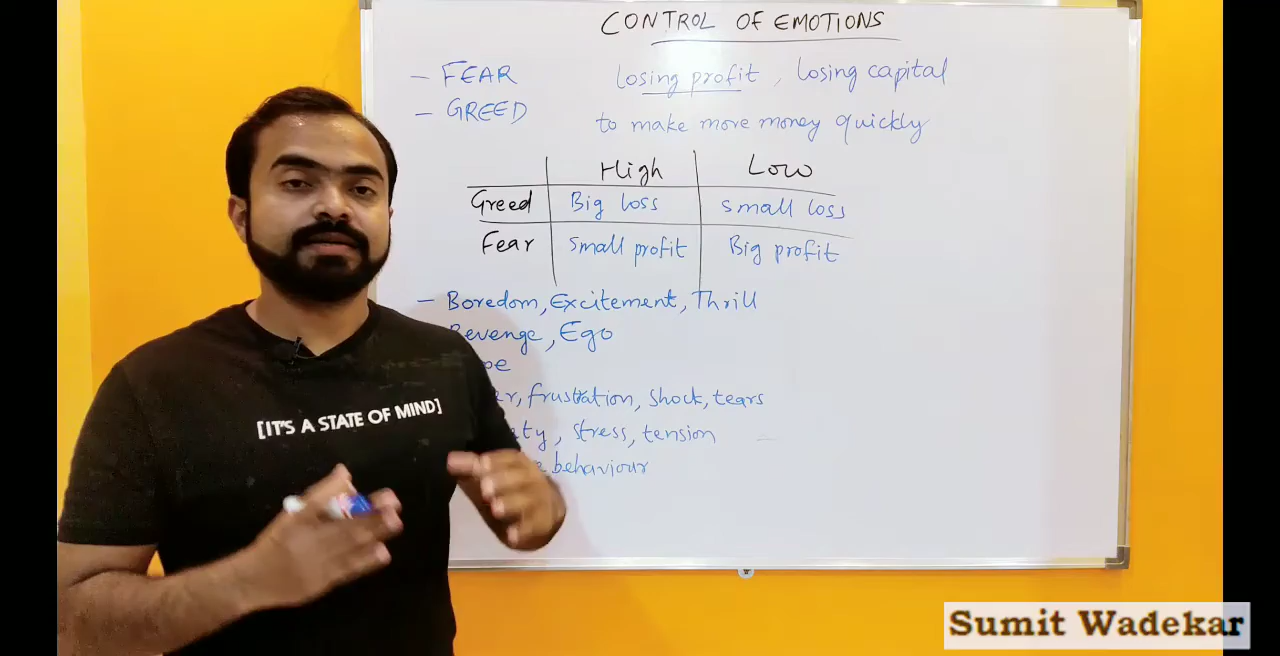 CONTROL OF EMOTIONS
- FEAR losing profit, losing capital
- GREED to make more money quickly
High Low
Greed Big loss small loss
Fear small profit Big profit
- Boredom, Excitement, Thrill
Revenge, Ego
frustration, shock, tears
stress, tension
behaviour
[IT'S A STATE OF MIND]
Sumit Wadekar